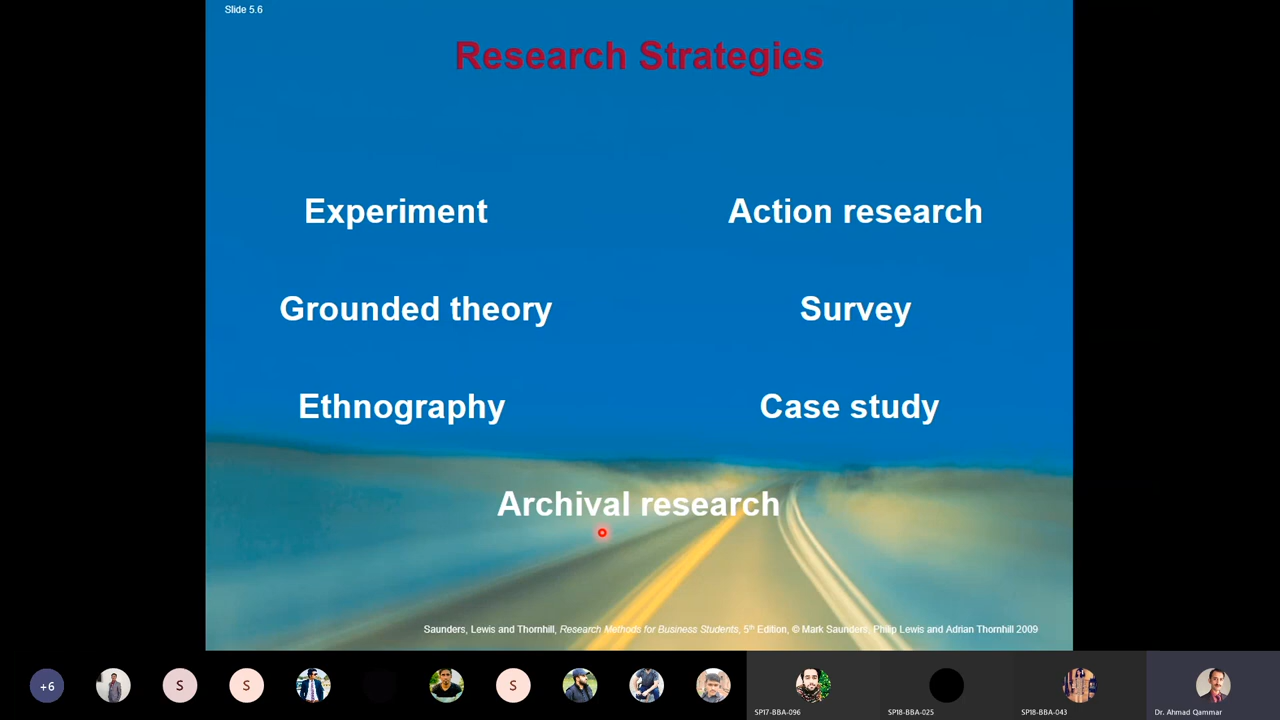 Slide 5.6
Research Strategies
Experiment
Action research
Grounded theory
Survey
Ethnography
Case study
Archival research
Saunders, Lewis and Thornhill, Research Methods for Business Students, 5th Edition, © Mark Saunders, Philip Lewis and Adrian Thornhill 2009
+6
S
S
S
SP17-BBA-096
SP18-BBA-025
SP18-BBA-043
Dr. Ahmad Qammar